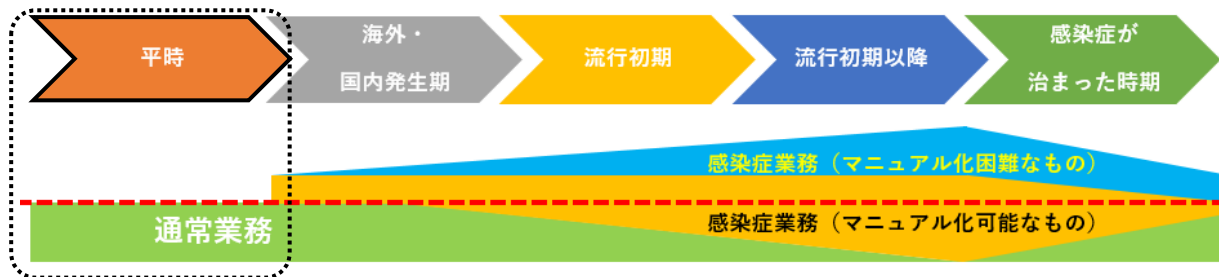 平時
海外・
国内発生期
流行初期
流行初期以降
感染症が
治まった時期
感染症業務（マニュアル化困難なもの）
感染症業務（マニュアル化可能なもの）
通常業務